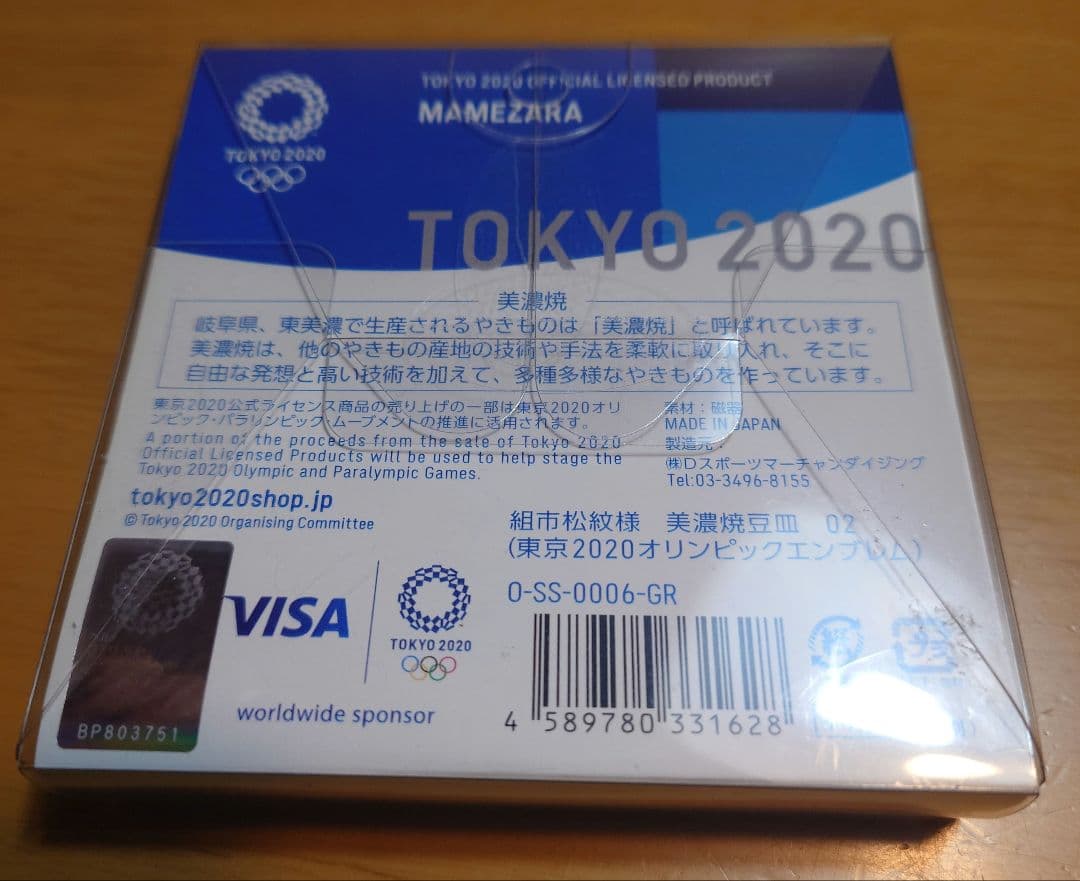 TOKYO 2020 OFFICIAL LICENSED PRODUCT
MAMEZARA
TOKYO 2020
TOKYO 2020
美濃焼
岐阜県、東美濃で生産されるやきものは「美濃焼」と呼ばれています。
美濃焼は、他のやきもの産地の技術や手法を柔軟に取り入れ、そこに
自由な発想と高い技術を加えて、多種多様なやきものを作っています。
東京2020公式ライセンス商品の売り上げの一部は東京2020オリ
ンピック・パラリンピック ムーブメントの推進に活用されます。
A portion of the proceeds from the sale of Tokyo 2020
Official Licensed Products will be used to help stage the
Tokyo 2020 Olympic and Paralympic Games.
tokyo2020shop.jp
© Tokyo 2020 Organising Committee
素材：磁器
MADE IN JAPAN
製造元：
㈱Dスポーツマーチャンダイジング
Tel:03-3496-8155
組市松紋様 美濃焼豆皿 02
(東京2020オリンピックエンブレム)
O-SS-0006-GR
4 589780 331628
VISA
TOKYO 2020
worldwide sponsor
BP803751
プラ